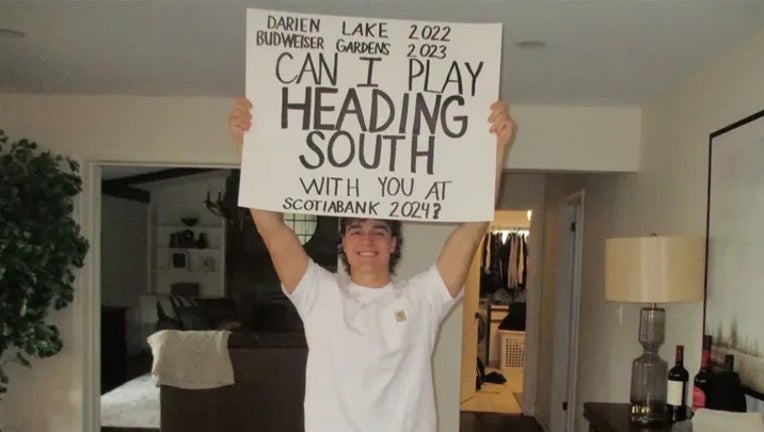 DARIEN LAKE 2022
BUDWEISER GARDENS 2023
CAN I PLAY
HEADING
SOUTH
WITH YOU AT
SCOTIABANK 2024?